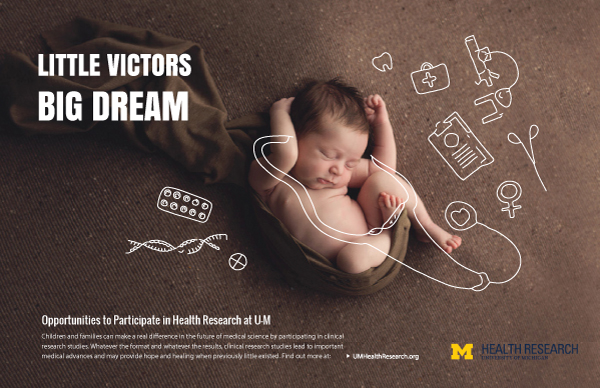 LITTLE VICTORS
BIG DREAM
Opportunities to Participate in Health Research at U-M
Children and families can make a real difference in the future of medical science by participating in clinical
research studies. Whatever the format and whatever the results, clinical research studies lead to important
medical advances and may provide hope and healing when previously little existed. Find out more at:
UMHealthResearch.org
M HEALTH RESEARCH
UNIVERSITY OF MICHIGAN